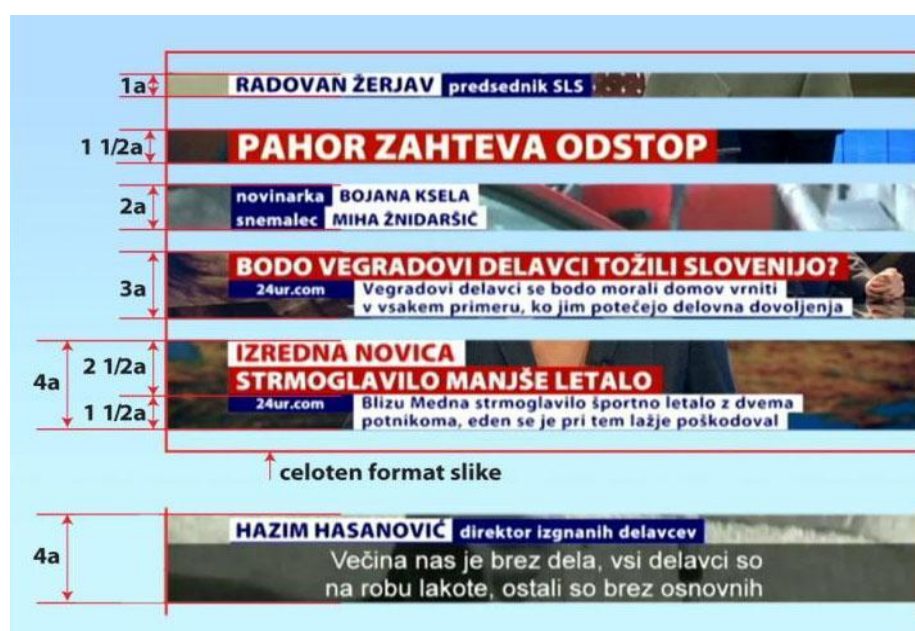 1a
RADOVAN ŽERJAV predsednik SLS
1 1/2a
PAHOR ZAHTEVA ODSTOP
2a
novinarka BOJANA KSELA
snemalec MIHA ŽNIDARŠIČ
3a
BODO VEGRADOVI DELAVCI TOŽILI SLOVENIJO?
24ur.com Vegradovi delavci se bodo morali domov vrniti
v vsakem primeru, ko jim potečejo delovna dovoljenja
4a
2 1/2a
IZREDNA NOVICA
STRMOGLAVILO MANJŠE LETALO
1 1/2a
24ur.com Blizu Medna strmoglavilo športno letalo z dvema
potnikoma, eden se je pri tem lažje poškodoval
celoten format slike
4a
HAZIM HASANOVIĆ direktor izgnanih delavcev
Večina nas je brez dela, vsi delavci so
na robu lakote, ostali so brez osnovnih